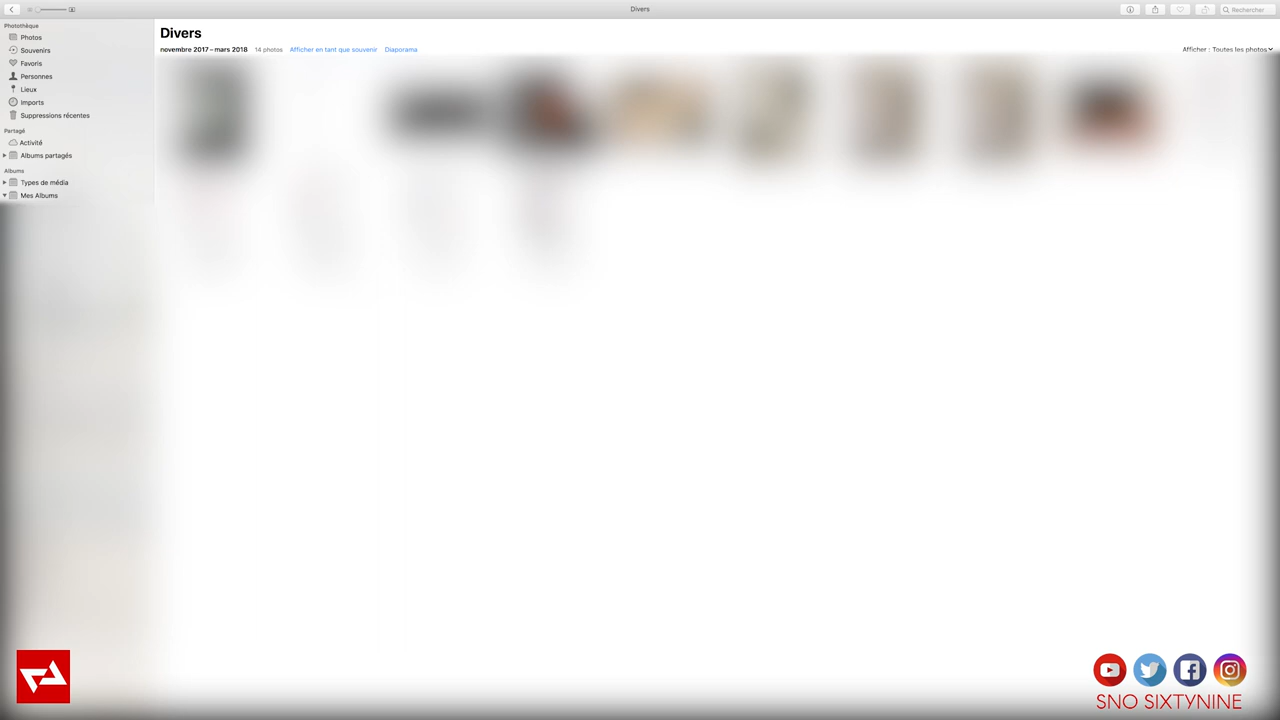 Divers
Rechercher
Photothèque
Photos
Souvenirs
Favoris
Personnes
Lieux
Imports
Suppressions récentes
Partagé
Activité
Albums partagés
Albums
Types de média
Mes Albums
Divers
novembre 2017 – mars 2018 14 photos Afficher en tant que souvenir Diaporama
Afficher : Toutes les photos
SNO SIXTYNINE